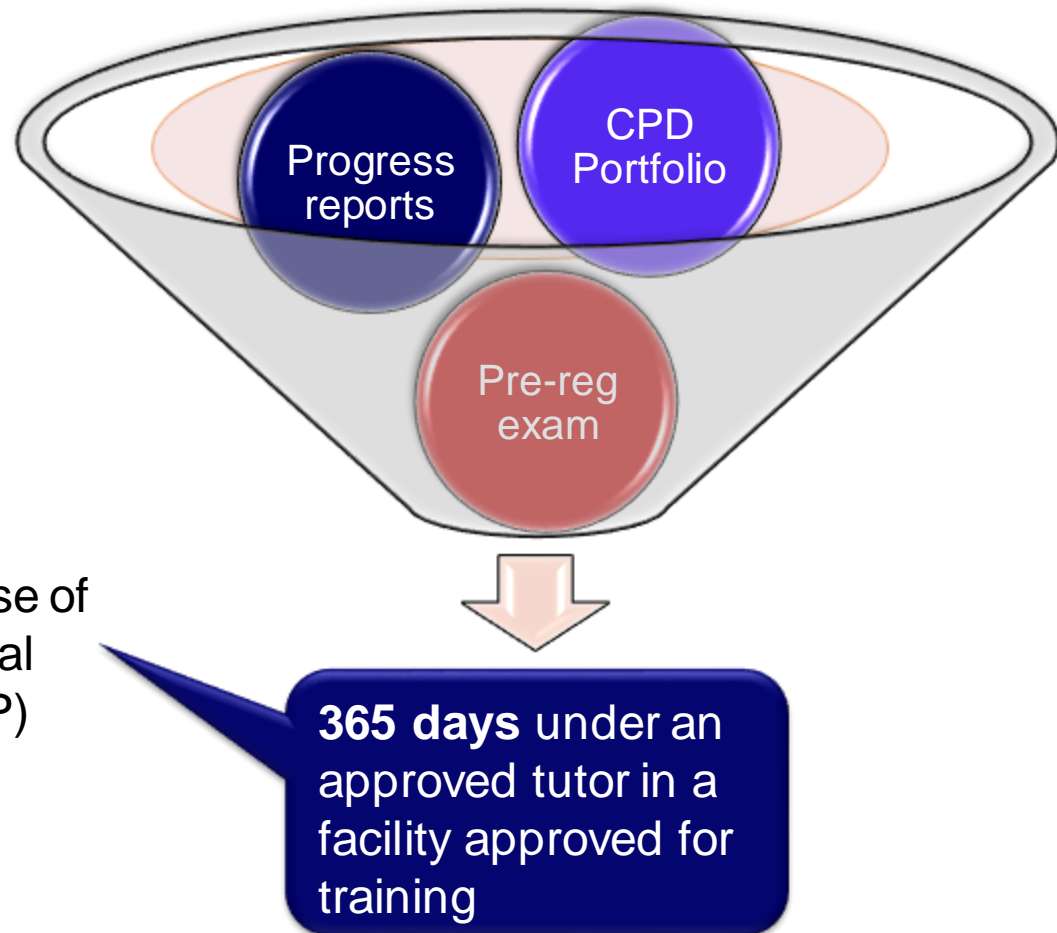 Progress
reports
CPD
Portfolio
Pre-reg
exam
se of
al
P)
365 days under an
approved tutor in a
facility approved for
training